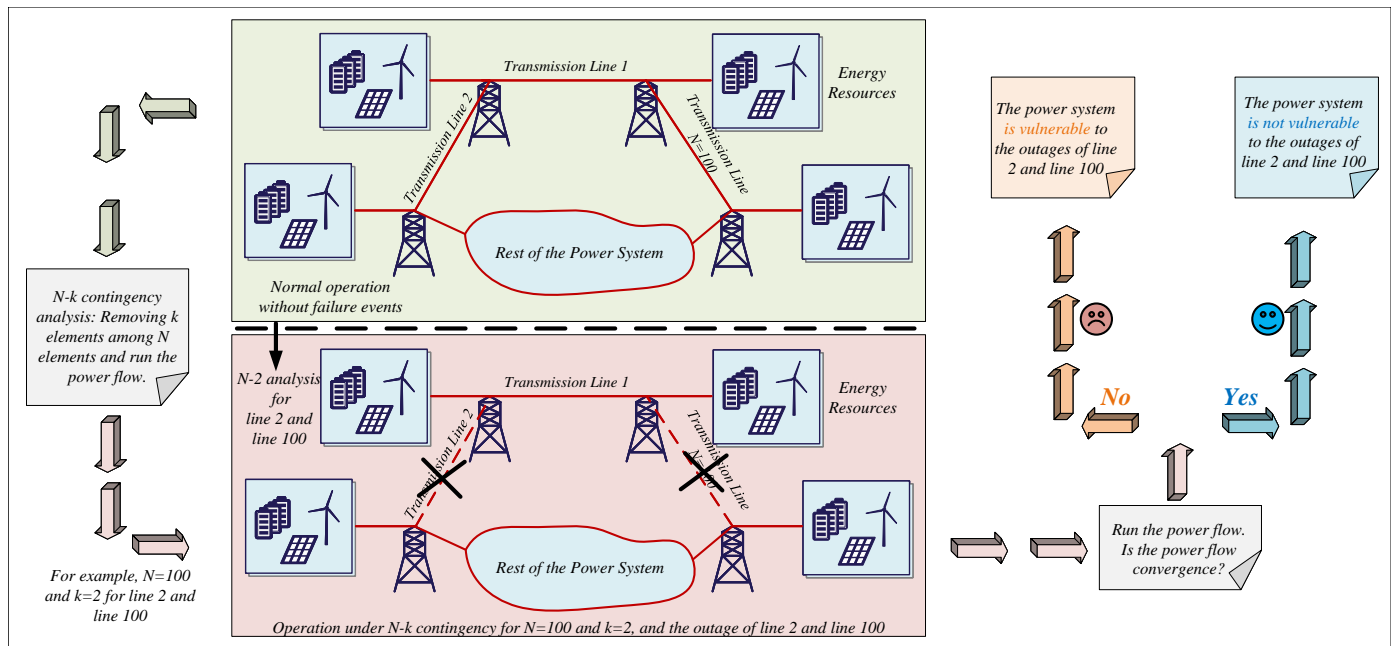 Transmission Line 1
Energy
Resources
Transmission Line 2
Transmission Line
N=100
Rest of the Power System
Normal operation
without failure events
N-k contingency
analysis: Removing k
elements among N
elements and run the
power flow.
For example, N=100
and k=2 for line 2 and
line 100
N-2 analysis
for
line 2 and
line 100
Transmission Line 1
Energy
Resources
Transmission Line 2
Transmission Line
N=100
Rest of the Power System
Operation under N-k contingency for N=100 and k=2, and the outage of line 2 and line 100
Run the power flow.
Is the power flow
convergence?
No
Yes
The power system
is vulnerable to
the outages of line
2 and line 100
The power system
is not vulnerable
to the outages of
line 2 and line 100